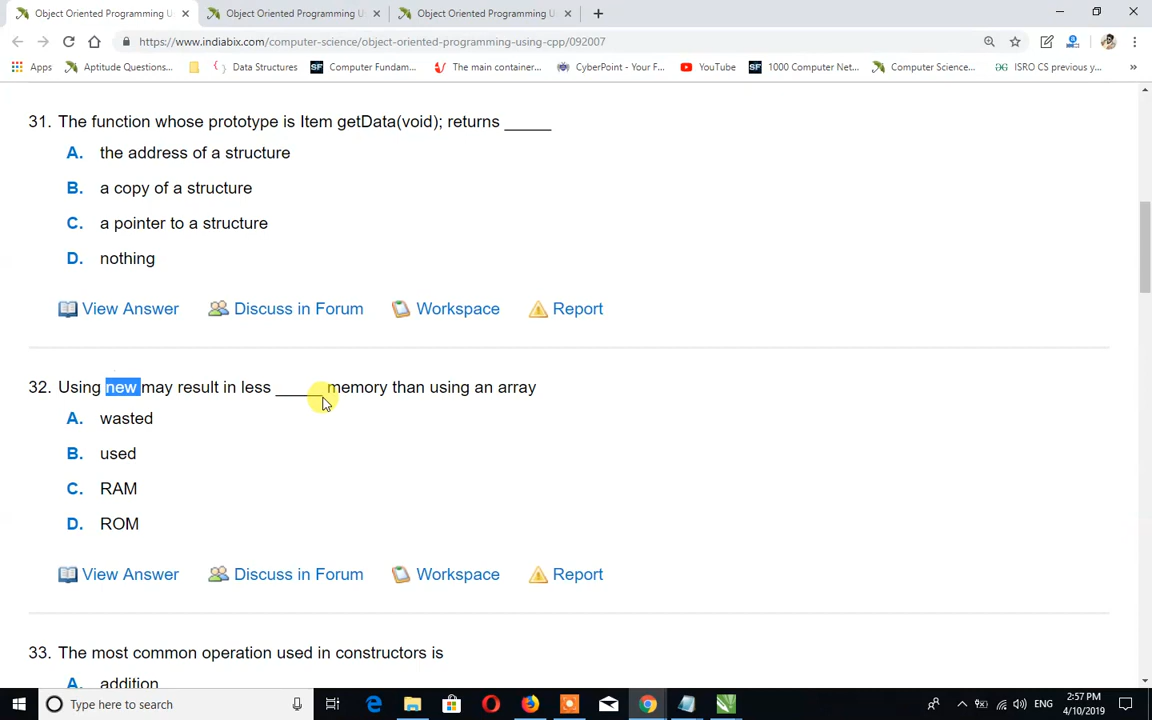 Object Oriented Programming U
Object Oriented Programming U
Object Oriented Programming U
https://www.indiabix.com/computer-science/object-oriented-programming-using-cpp/092007
Apps
Aptitude Questions...
Data Structures
SF Computer Fundam...
The main container...
CyberPoint - Your F...
YouTube
SF 1000 Computer Net...
Computer Science...
ISRO CS previous y...
»
31. The function whose prototype is Item getData(void); returns _____
A. the address of a structure
B. a copy of a structure
C. a pointer to a structure
D. nothing
View Answer Discuss in Forum Workspace Report
32. Using new may result in less _____ memory than using an array
A. wasted
B. used
C. RAM
D. ROM
View Answer Discuss in Forum Workspace Report
33. The most common operation used in constructors is
A. addition
Type here to search
ENG
2:57 PM
4/10/2019